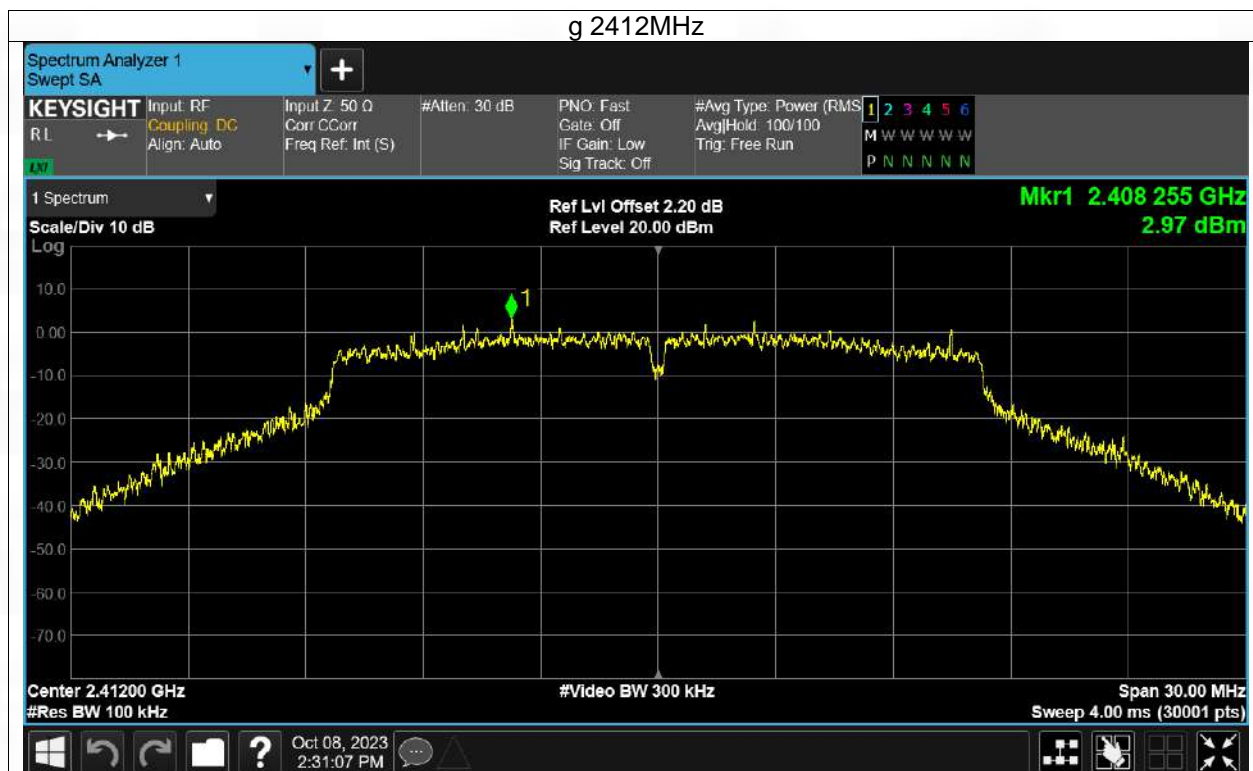 g 2412MHz
Spectrum Analyzer 1
Swept SA
+
KEYSIGHT
R L
LXI
Input: RF
Coupling: DC
Align: Auto
Input Z: 50 Ω
Corr CCorr
Freq Ref: Int (S)
#Atten: 30 dB
PNO: Fast
Gate: Off
IF Gain: Low
Sig Track: Off
#Avg Type: Power (RMS
Avg|Hold: 100/100
Trig: Free Run
1 2 3 4 5 6
M W W W W W
P N N N N N
1 Spectrum
Scale/Div 10 dB
Log
Ref Lvl Offset 2.20 dB
Ref Level 20.00 dBm
Mkr1 2.408 255 GHz
2.97 dBm
1
10.0
0.00
-10.0
-20.0
-30.0
-40.0
-50.0
-60.0
-70.0
Center 2.41200 GHz
#Res BW 100 kHz
#Video BW 300 kHz
Span 30.00 MHz
Sweep 4.00 ms (30001 pts)
?
Oct 08, 2023
2:31:07 PM